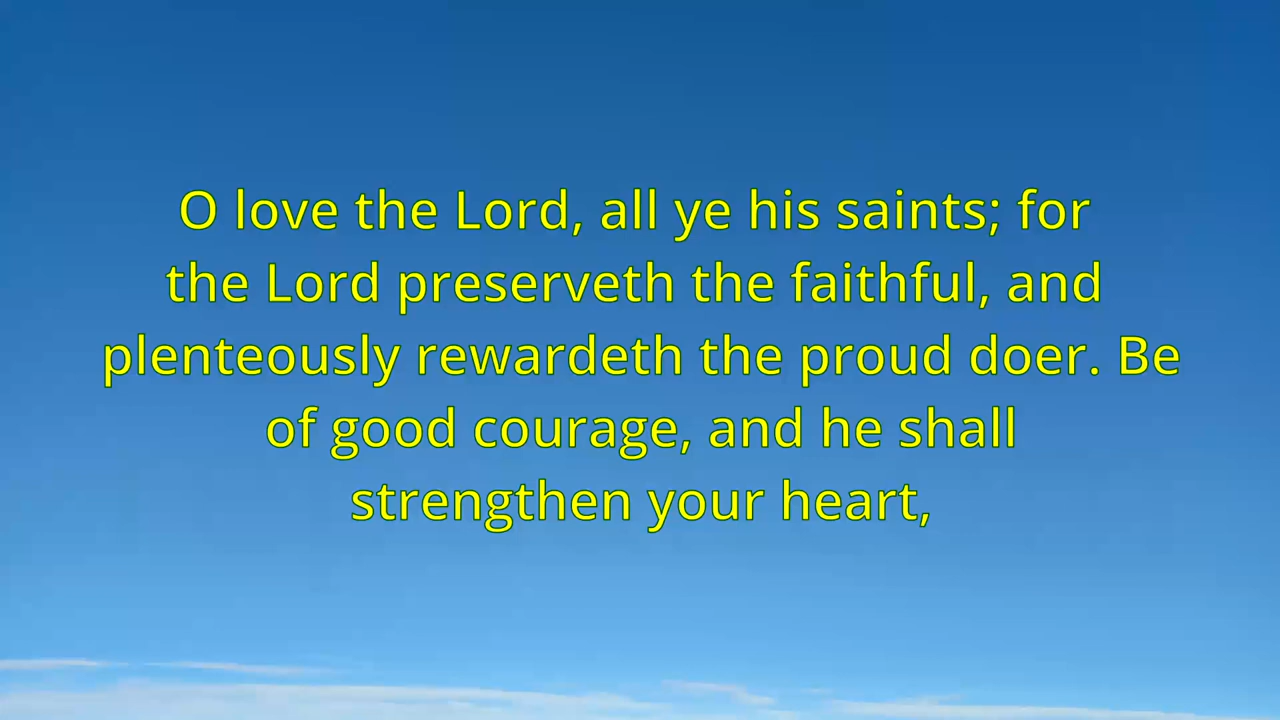 O love the Lord, all ye his saints; for
the Lord preserveth the faithful, and
plenteously rewardeth the proud doer. Be
of good courage, and he shall
strengthen your heart,